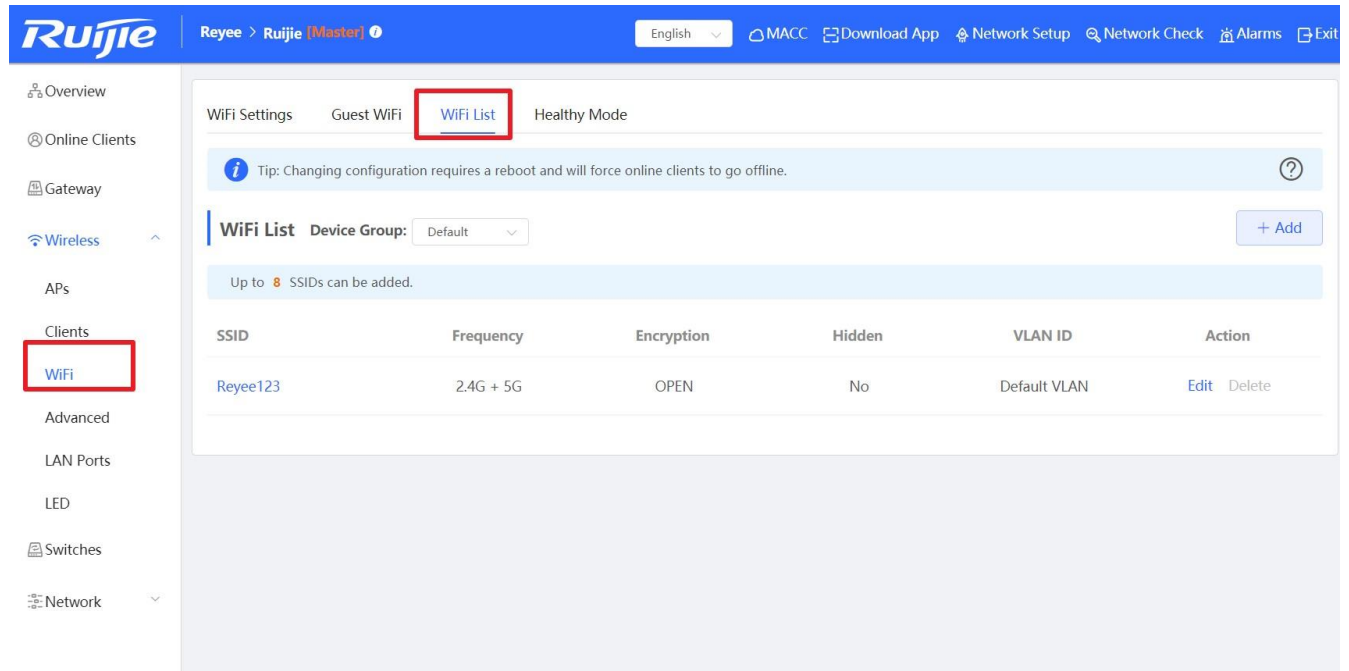 Ruijie
Reyee > Ruijie [Master]
English
MACC
Download App
Network Setup
Network Check
Alarms
Exit
Overview
Online Clients
Gateway
Wireless
APs
Clients
WiFi
Advanced
LAN Ports
LED
Switches
Network
WiFi Settings
Guest WiFi
WiFi List
Healthy Mode
Tip: Changing configuration requires a reboot and will force online clients to go offline.
WiFi List Device Group: Default
+ Add
Up to 8 SSIDs can be added.
SSID Frequency Encryption Hidden VLAN ID Action
Reyee123 2.4G + 5G OPEN No Default VLAN Edit Delete